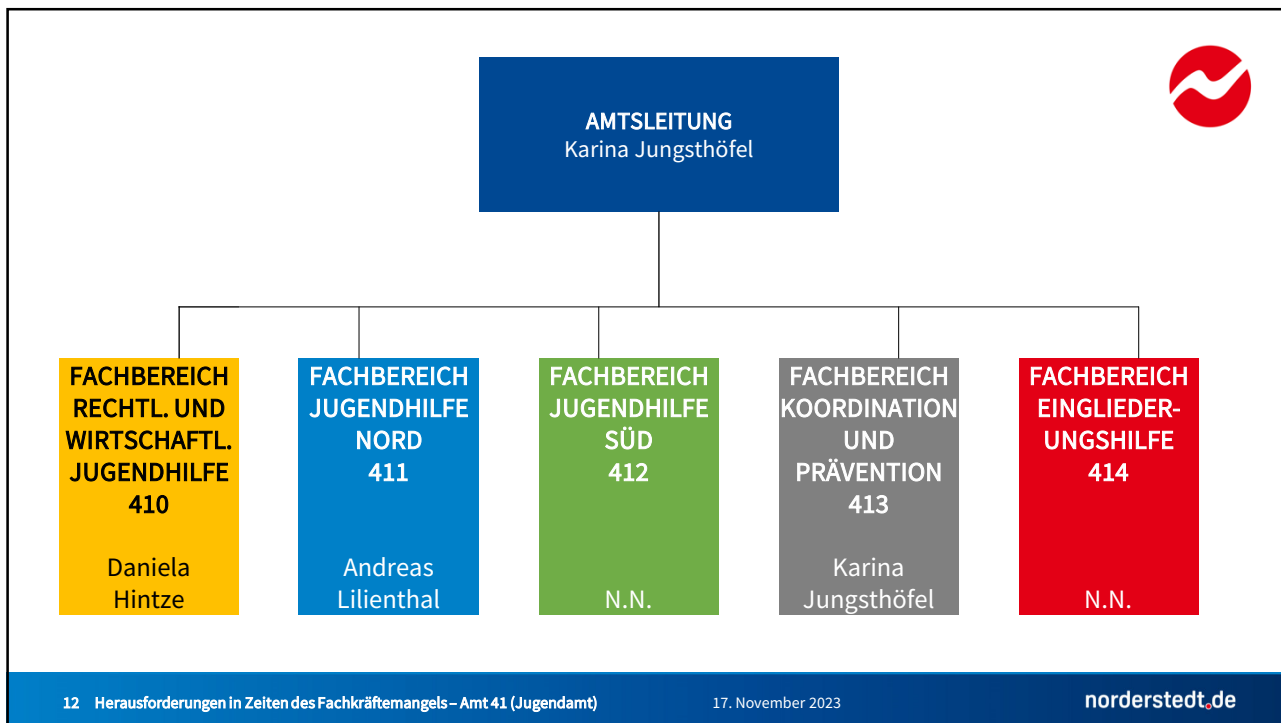 AMTSLEITUNG
Karina Jungsthöfel
FACHBEREICH
RECHTL. UND
WIRTSCHAFTL.
JUGENDHILFE
410
Daniela
Hintze
FACHBEREICH
JUGENDHILFE
NORD
411
Andreas
Lilienthal
FACHBEREICH
JUGENDHILFE
SÜD
412
N.N.
FACHBEREICH
KOORDINATION
UND
PRÄVENTION
413
Karina
Jungsthöfel
FACHBEREICH
EINGLIEDER-
UNGSHILFE
414
N.N.
12 Herausforderungen in Zeiten des Fachkräftemangels – Amt 41 (Jugendamt) 17. November 2023 norderstedt.de